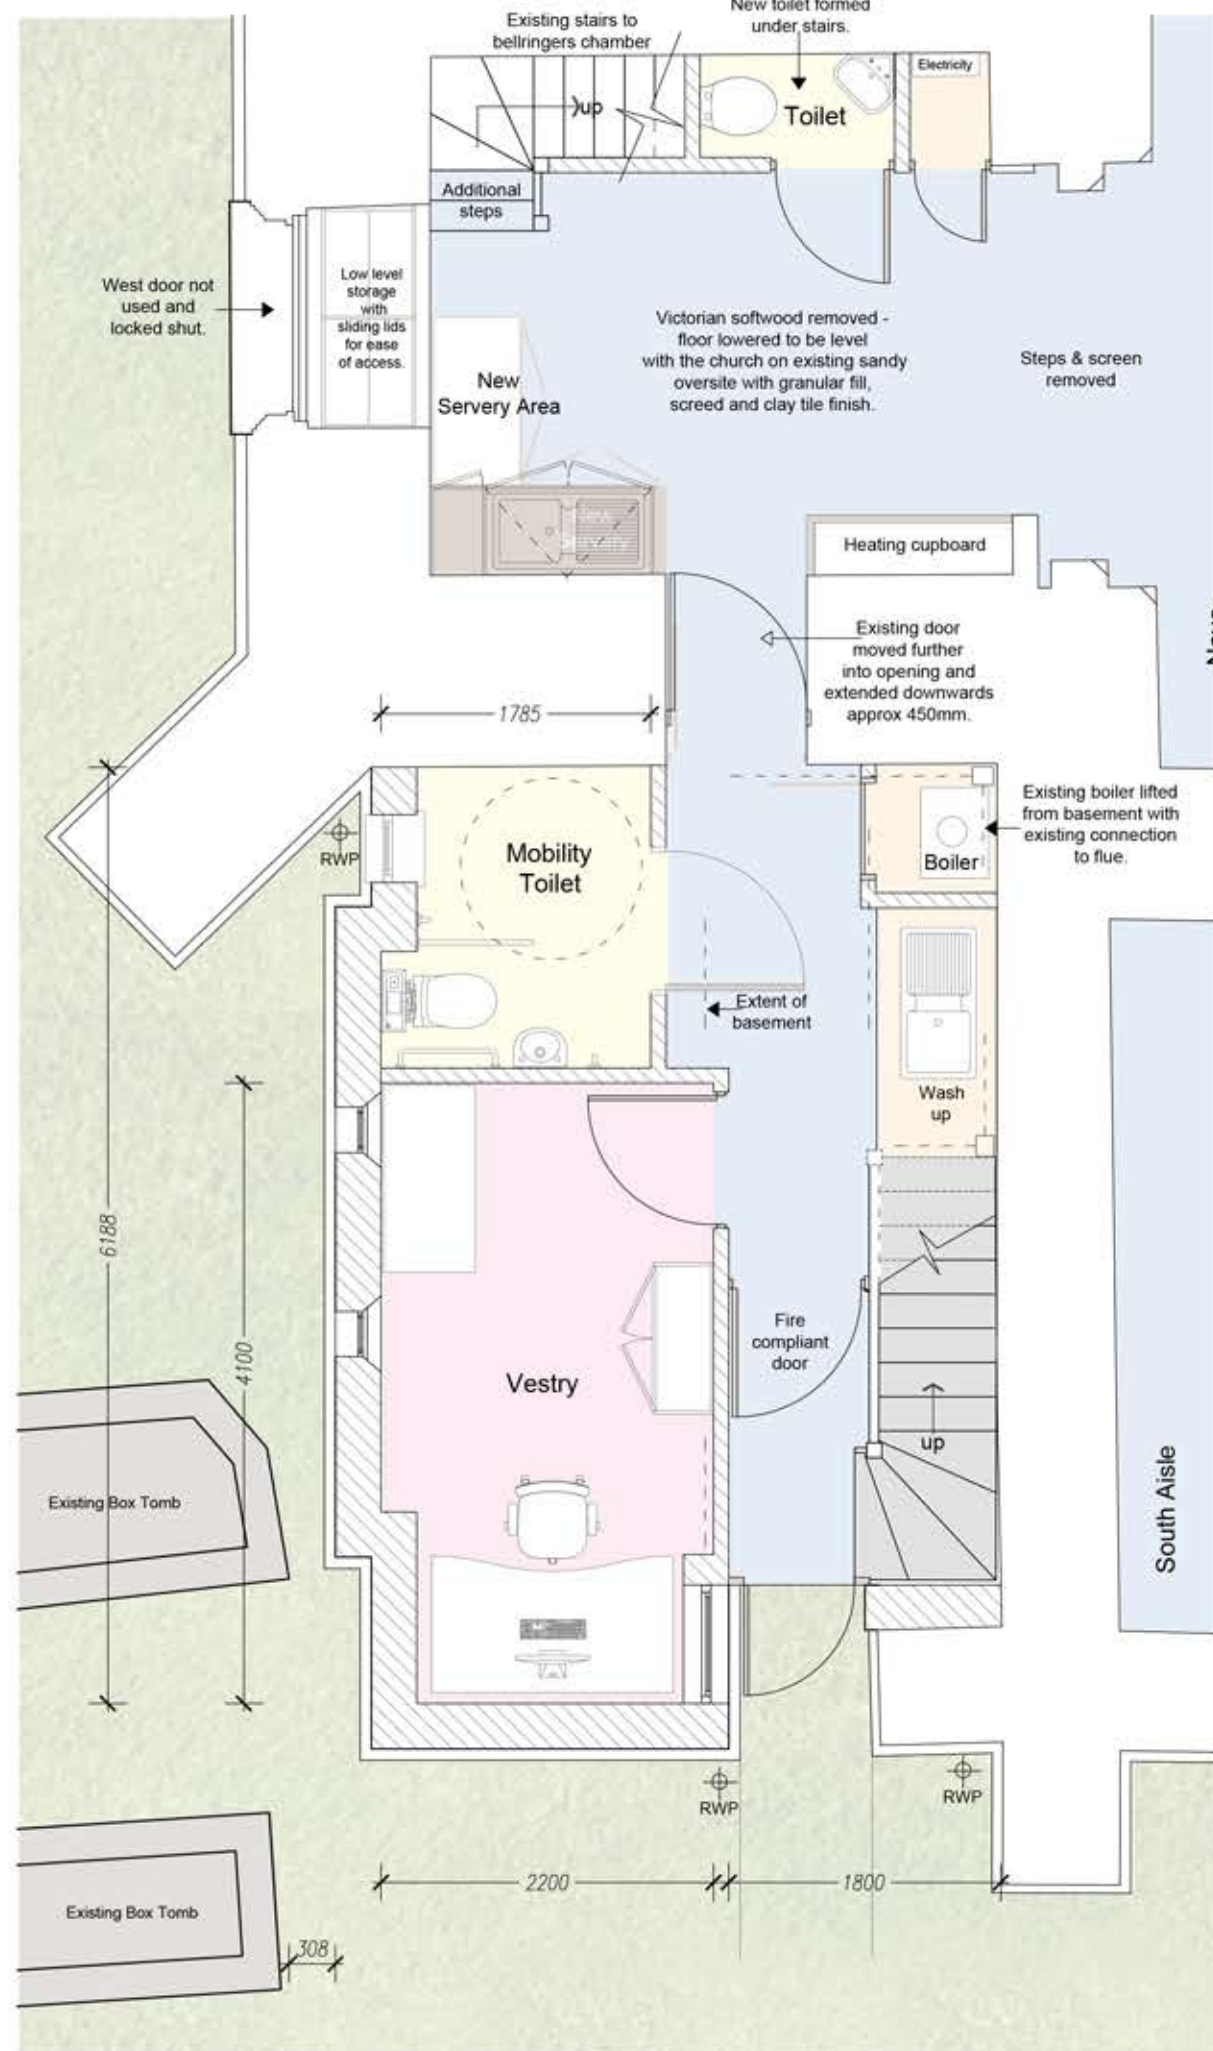 New toilet formed
under stairs.
Existing stairs to
bellringers chamber
Electricity
up
Toilet
Additional
steps
West door not
used and
locked shut.
Low level
storage
with
sliding lids
for ease
of access.
Victorian softwood removed -
floor lowered to be level
with the church on existing sandy
oversite with granular fill,
screed and clay tile finish.
Steps & screen
removed
New
Servery Area
Heating cupboard
Existing door
moved further
into opening and
extended downwards
approx 450mm.
1785
Existing boiler lifted
from basement with
existing connection
to flue.
RWP
Mobility
Toilet
Boiler
Extent of
basement
Wash
up
6188
4100
Fire
compliant
door
Vestry
up
Existing Box Tomb
South Aisle
RWP
RWP
2200
1800
Existing Box Tomb
308